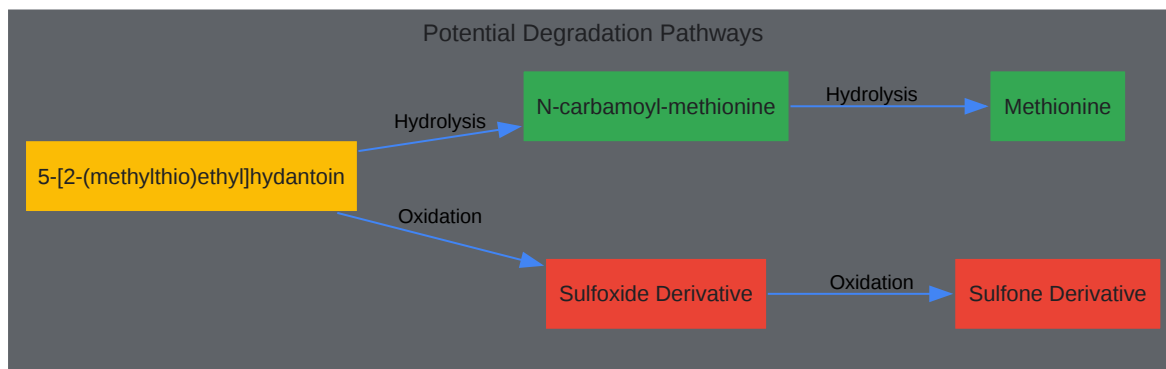 Potential Degradation Pathways
N-carbamoyl-methionine
Hydrolysis
Methionine
Hydrolysis
5-[2-(methylthio)ethyl]hydantoin
Oxidation
Sulfoxide Derivative
Oxidation
Sulfone Derivative